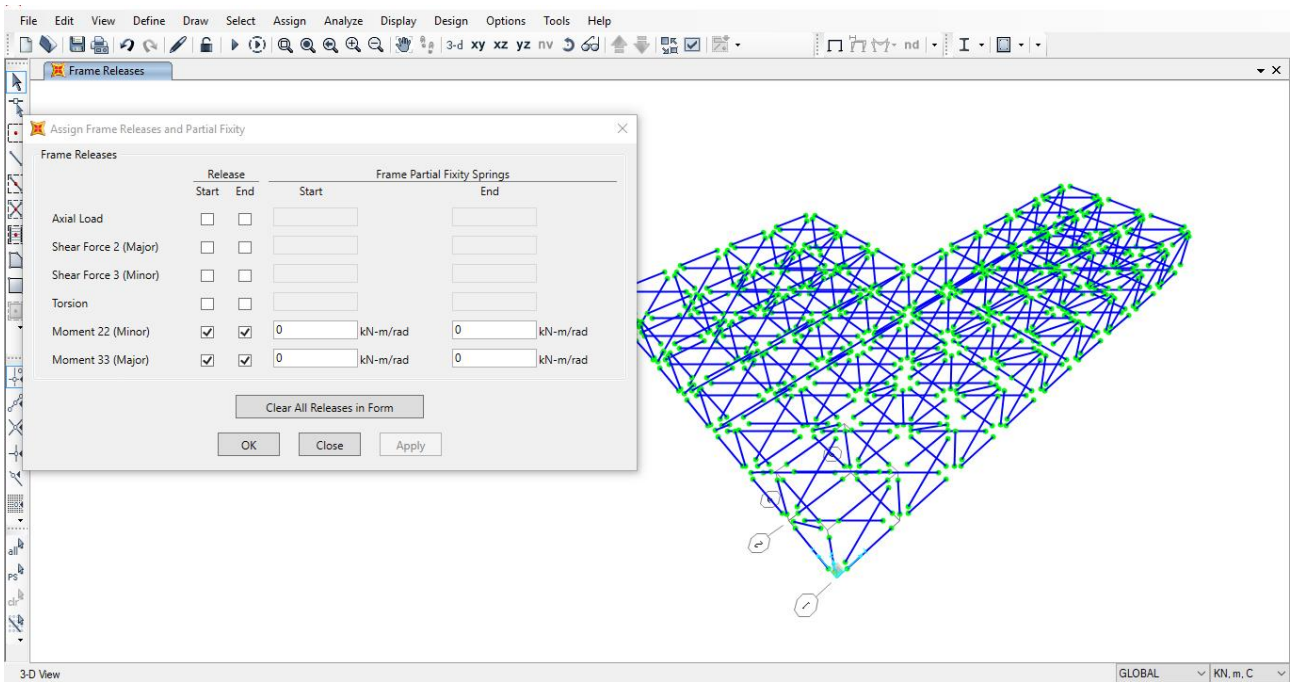 File Edit View Define Draw Select Assign Analyze Display Design Options Tools Help
3-d xy xz yz nv nd
Frame Releases
Assign Frame Releases and Partial Fixity
Frame Releases
Release Frame Partial Fixity Springs
Start End Start End
Axial Load
Shear Force 2 (Major)
Shear Force 3 (Minor)
Torsion
Moment 22 (Minor) 0 kN-m/rad 0 kN-m/rad
Moment 33 (Major) 0 kN-m/rad 0 kN-m/rad
Clear All Releases in Form
OK Close Apply
all
PS
clr
3-D View GLOBAL KN, m, C